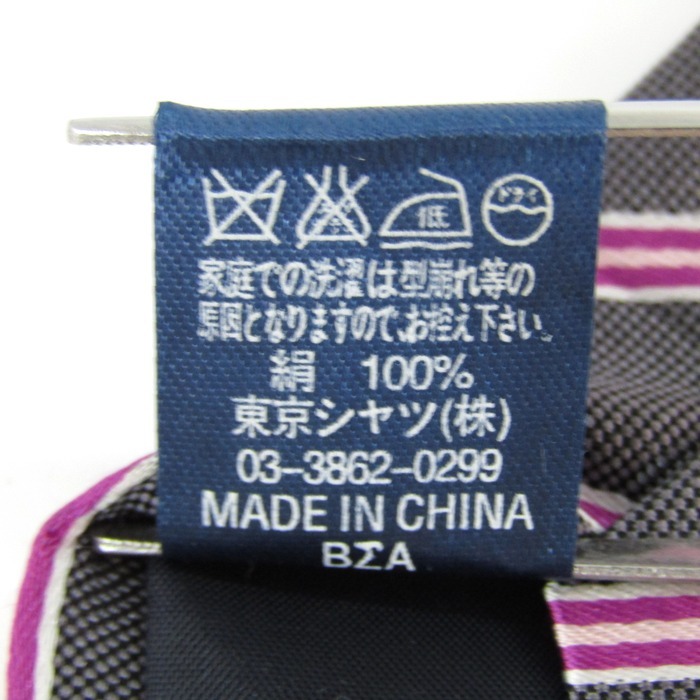 低 ドライ
家庭での洗濯は型崩れ等の
原因となりますので、お控え下さい。
絹 100%
東京シャツ(株)
03-3862-0299
MADE IN CHINA
BΣA